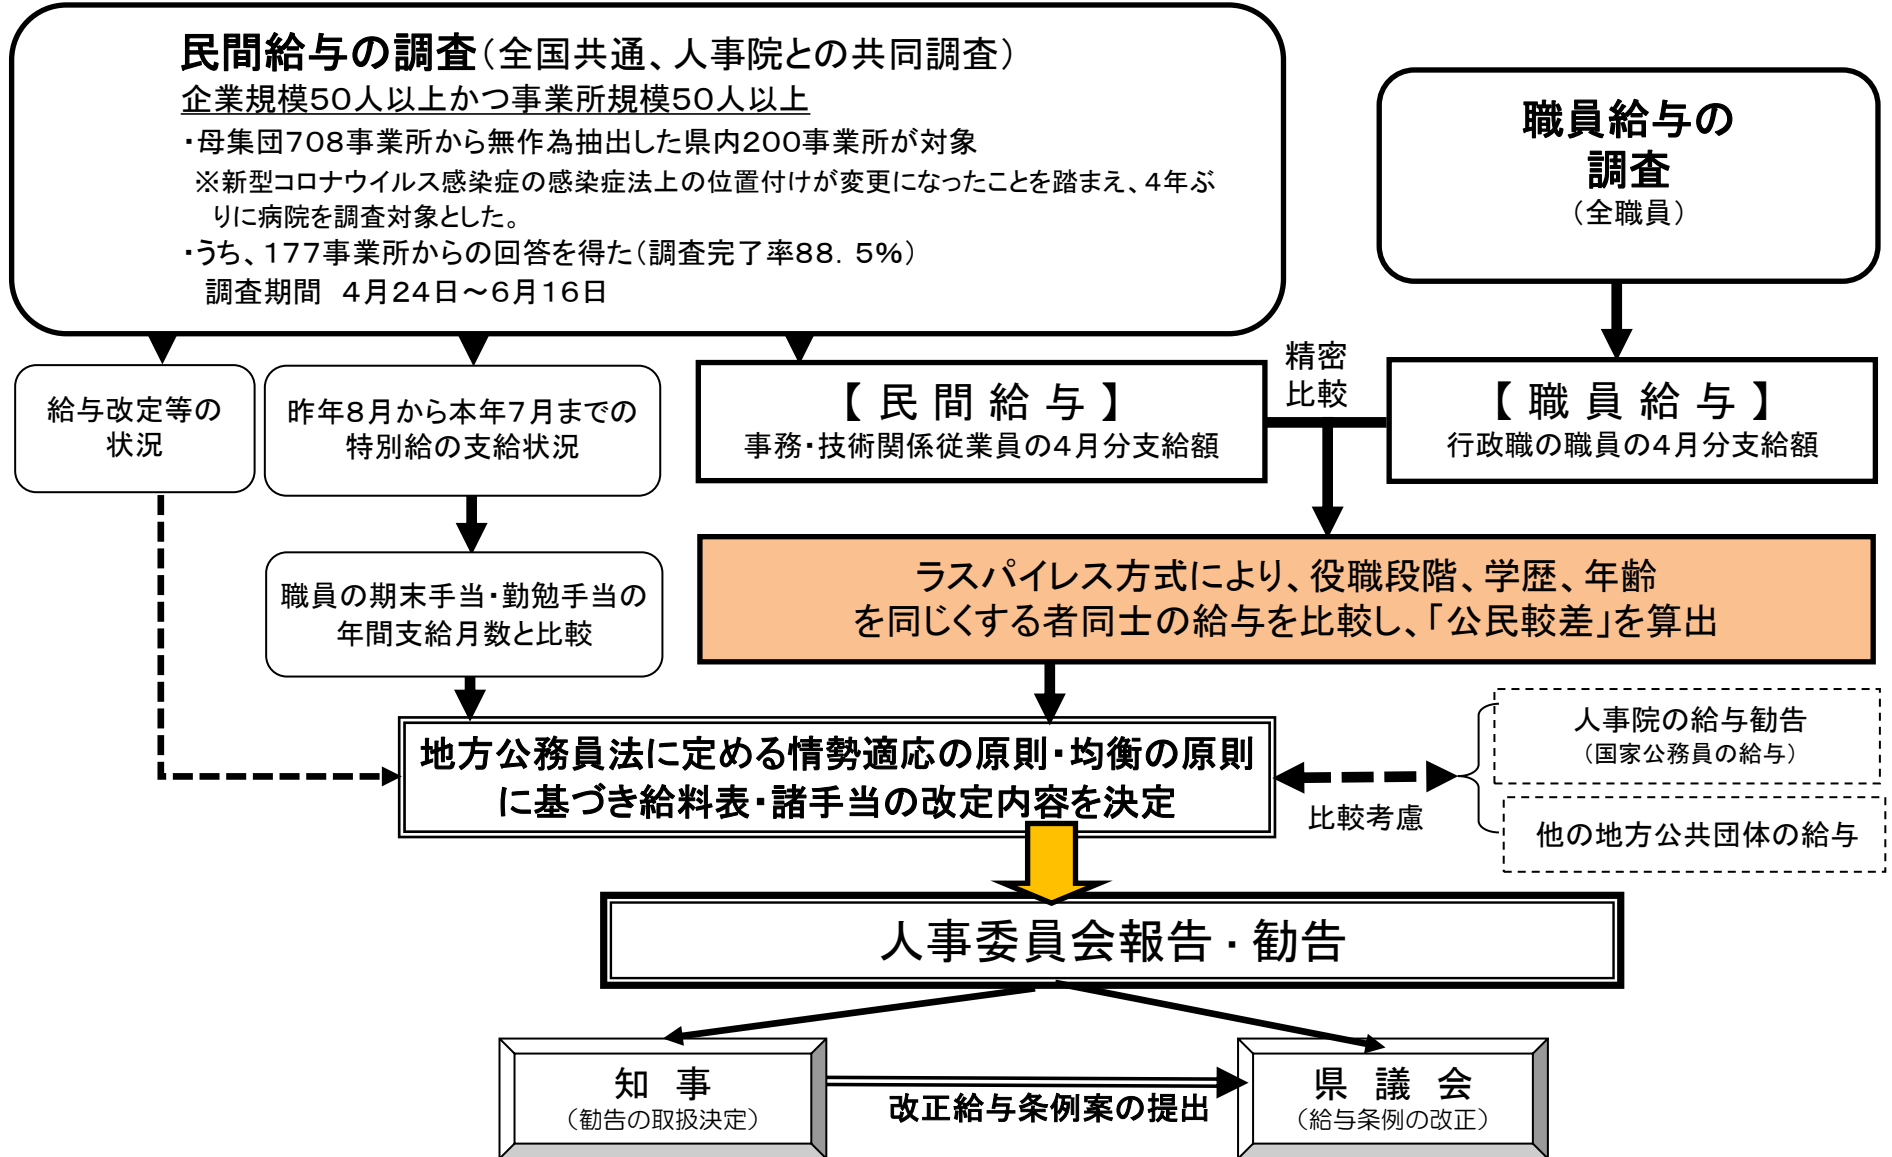 民間給与の調査（全国共通、人事院との共同調査）
企業規模５０人以上かつ事業所規模５０人以上
・母集団７０８事業所から無作為抽出した県内２００事業所が対象
※新型コロナウイルス感染症の感染症法上の位置付けが変更になったことを踏まえ、４年ぶ
りに病院を調査対象とした。
・うち、１７７事業所からの回答を得た（調査完了率８８．５％）
調査期間　４月２４日～６月１６日
職員給与の
調査
（全職員）
給与改定等の
状況
昨年８月から本年７月までの
特別給の支給状況
【 民 間 給 与 】
事務・技術関係従業員の４月分支給額
精密
比較
【 職 員 給 与 】
行政職の職員の４月分支給額
職員の期末手当・勤勉手当の
年間支給月数と比較
ラスパイレス方式により、役職段階、学歴、年齢
を同じくする者同士の給与を比較し、「公民較差」を算出
地方公務員法に定める情勢適応の原則・均衡の原則
に基づき給料表・諸手当の改定内容を決定
比較考慮
人事院の給与勧告
（国家公務員の給与）
他の地方公共団体の給与
人事委員会報告・勧告
知 事
（勧告の取扱決定）
改正給与条例案の提出
県 議 会
（給与条例の改正）